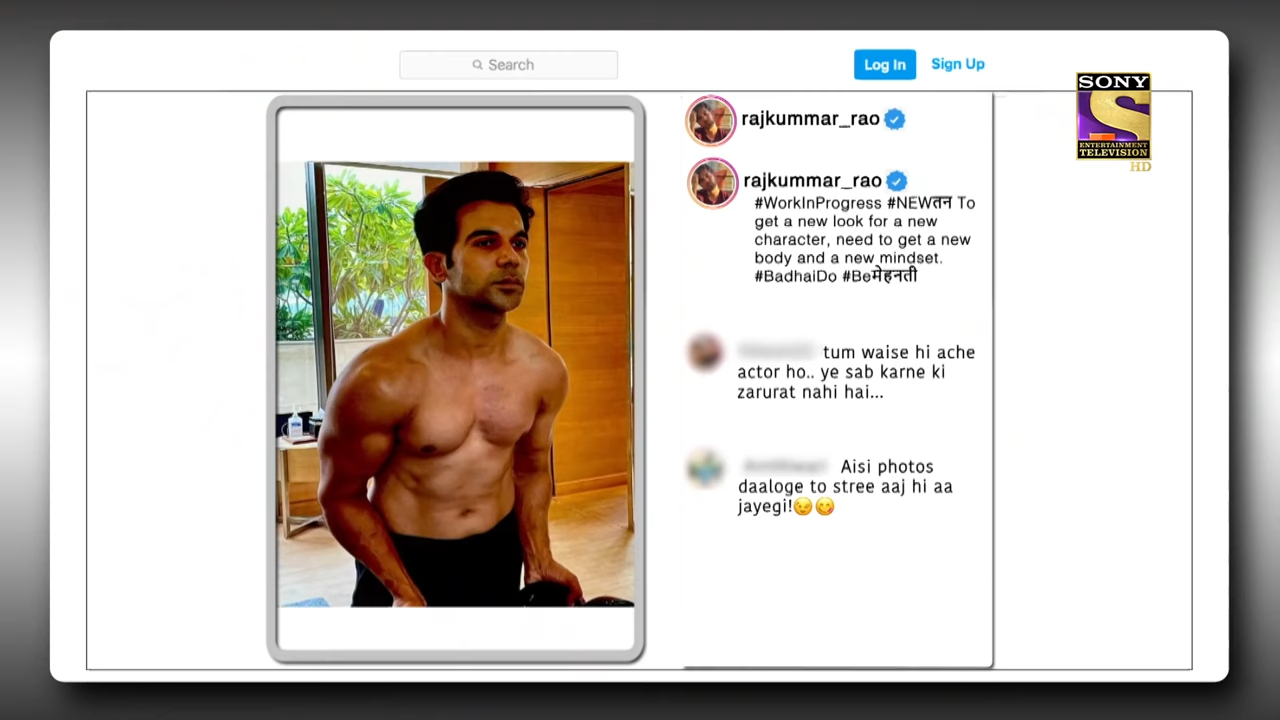 Search
Log In
Sign Up
SONY
ENTERTAINMENT
TELEVISION
HD
rajkummar_rao
rajkummar_rao
#WorkInProgress #NEWतन To
get a new look for a new
character, need to get a new
body and a new mindset.
#BadhaiDo #Beमेहनती
tum waise hi ache
actor ho.. ye sab karne ki
zarurat nahi hai...
Aisi photos
daaloge to stree aaj hi aa
jayegi!😉😋